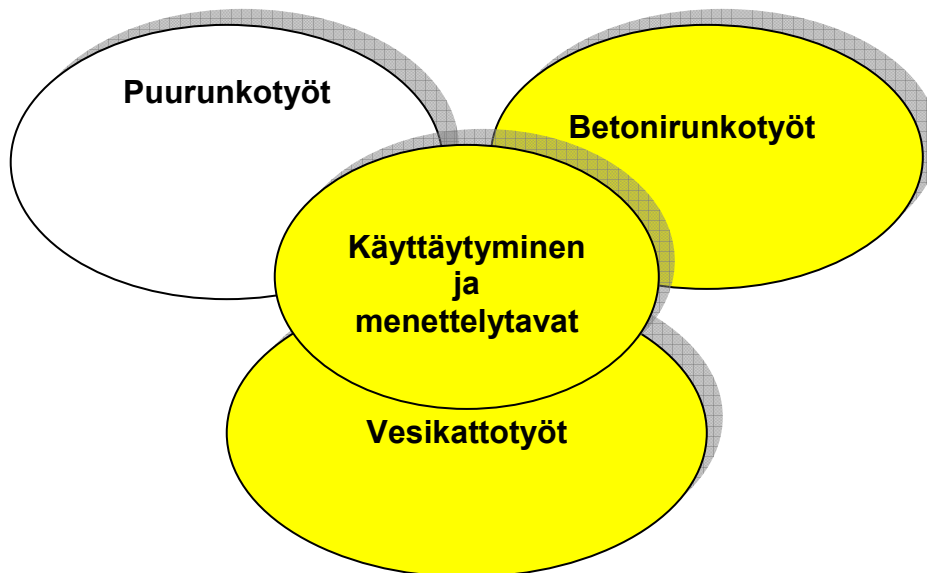 Puurunkotyöt
Betonirunkotyöt
Käyttäytyminen
ja
menettelytavat
Vesikattotyöt